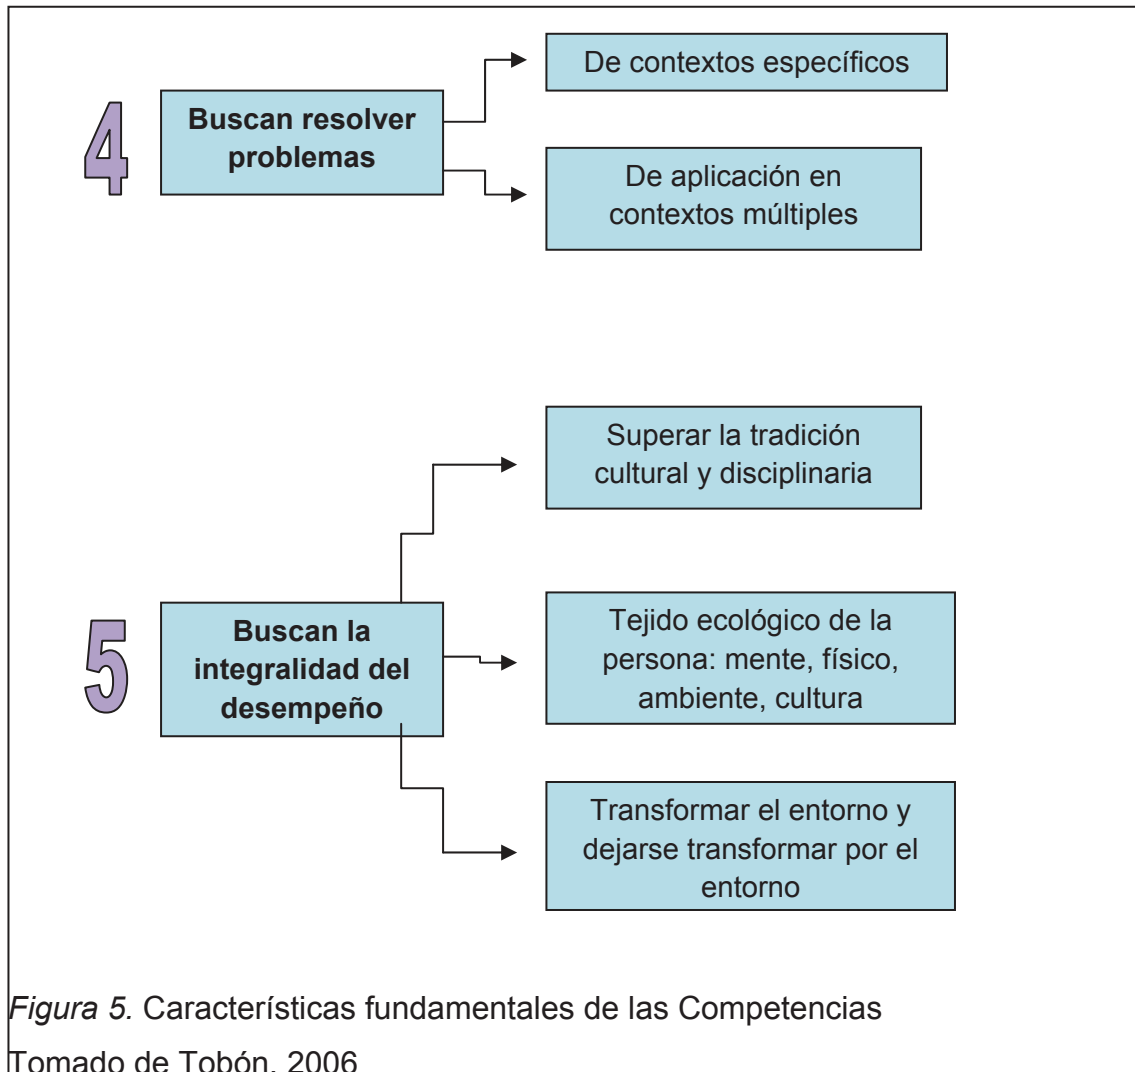 De contextos específicos
4
Buscan resolver
problemas
De aplicación en
contextos múltiples
Superar la tradición
cultural y disciplinaria
5
Buscan la
integralidad del
desempeño
Tejido ecológico de la
persona: mente, físico,
ambiente, cultura
Transformar el entorno y
dejarse transformar por el
entorno
Figura 5. Características fundamentales de las Competencias
Tomado de Tobón, 2006